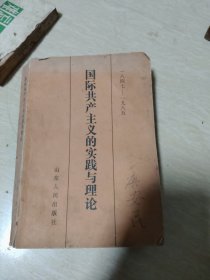 一八四七—一九八五
国际共产主义的实践与理论
山东人民出版社